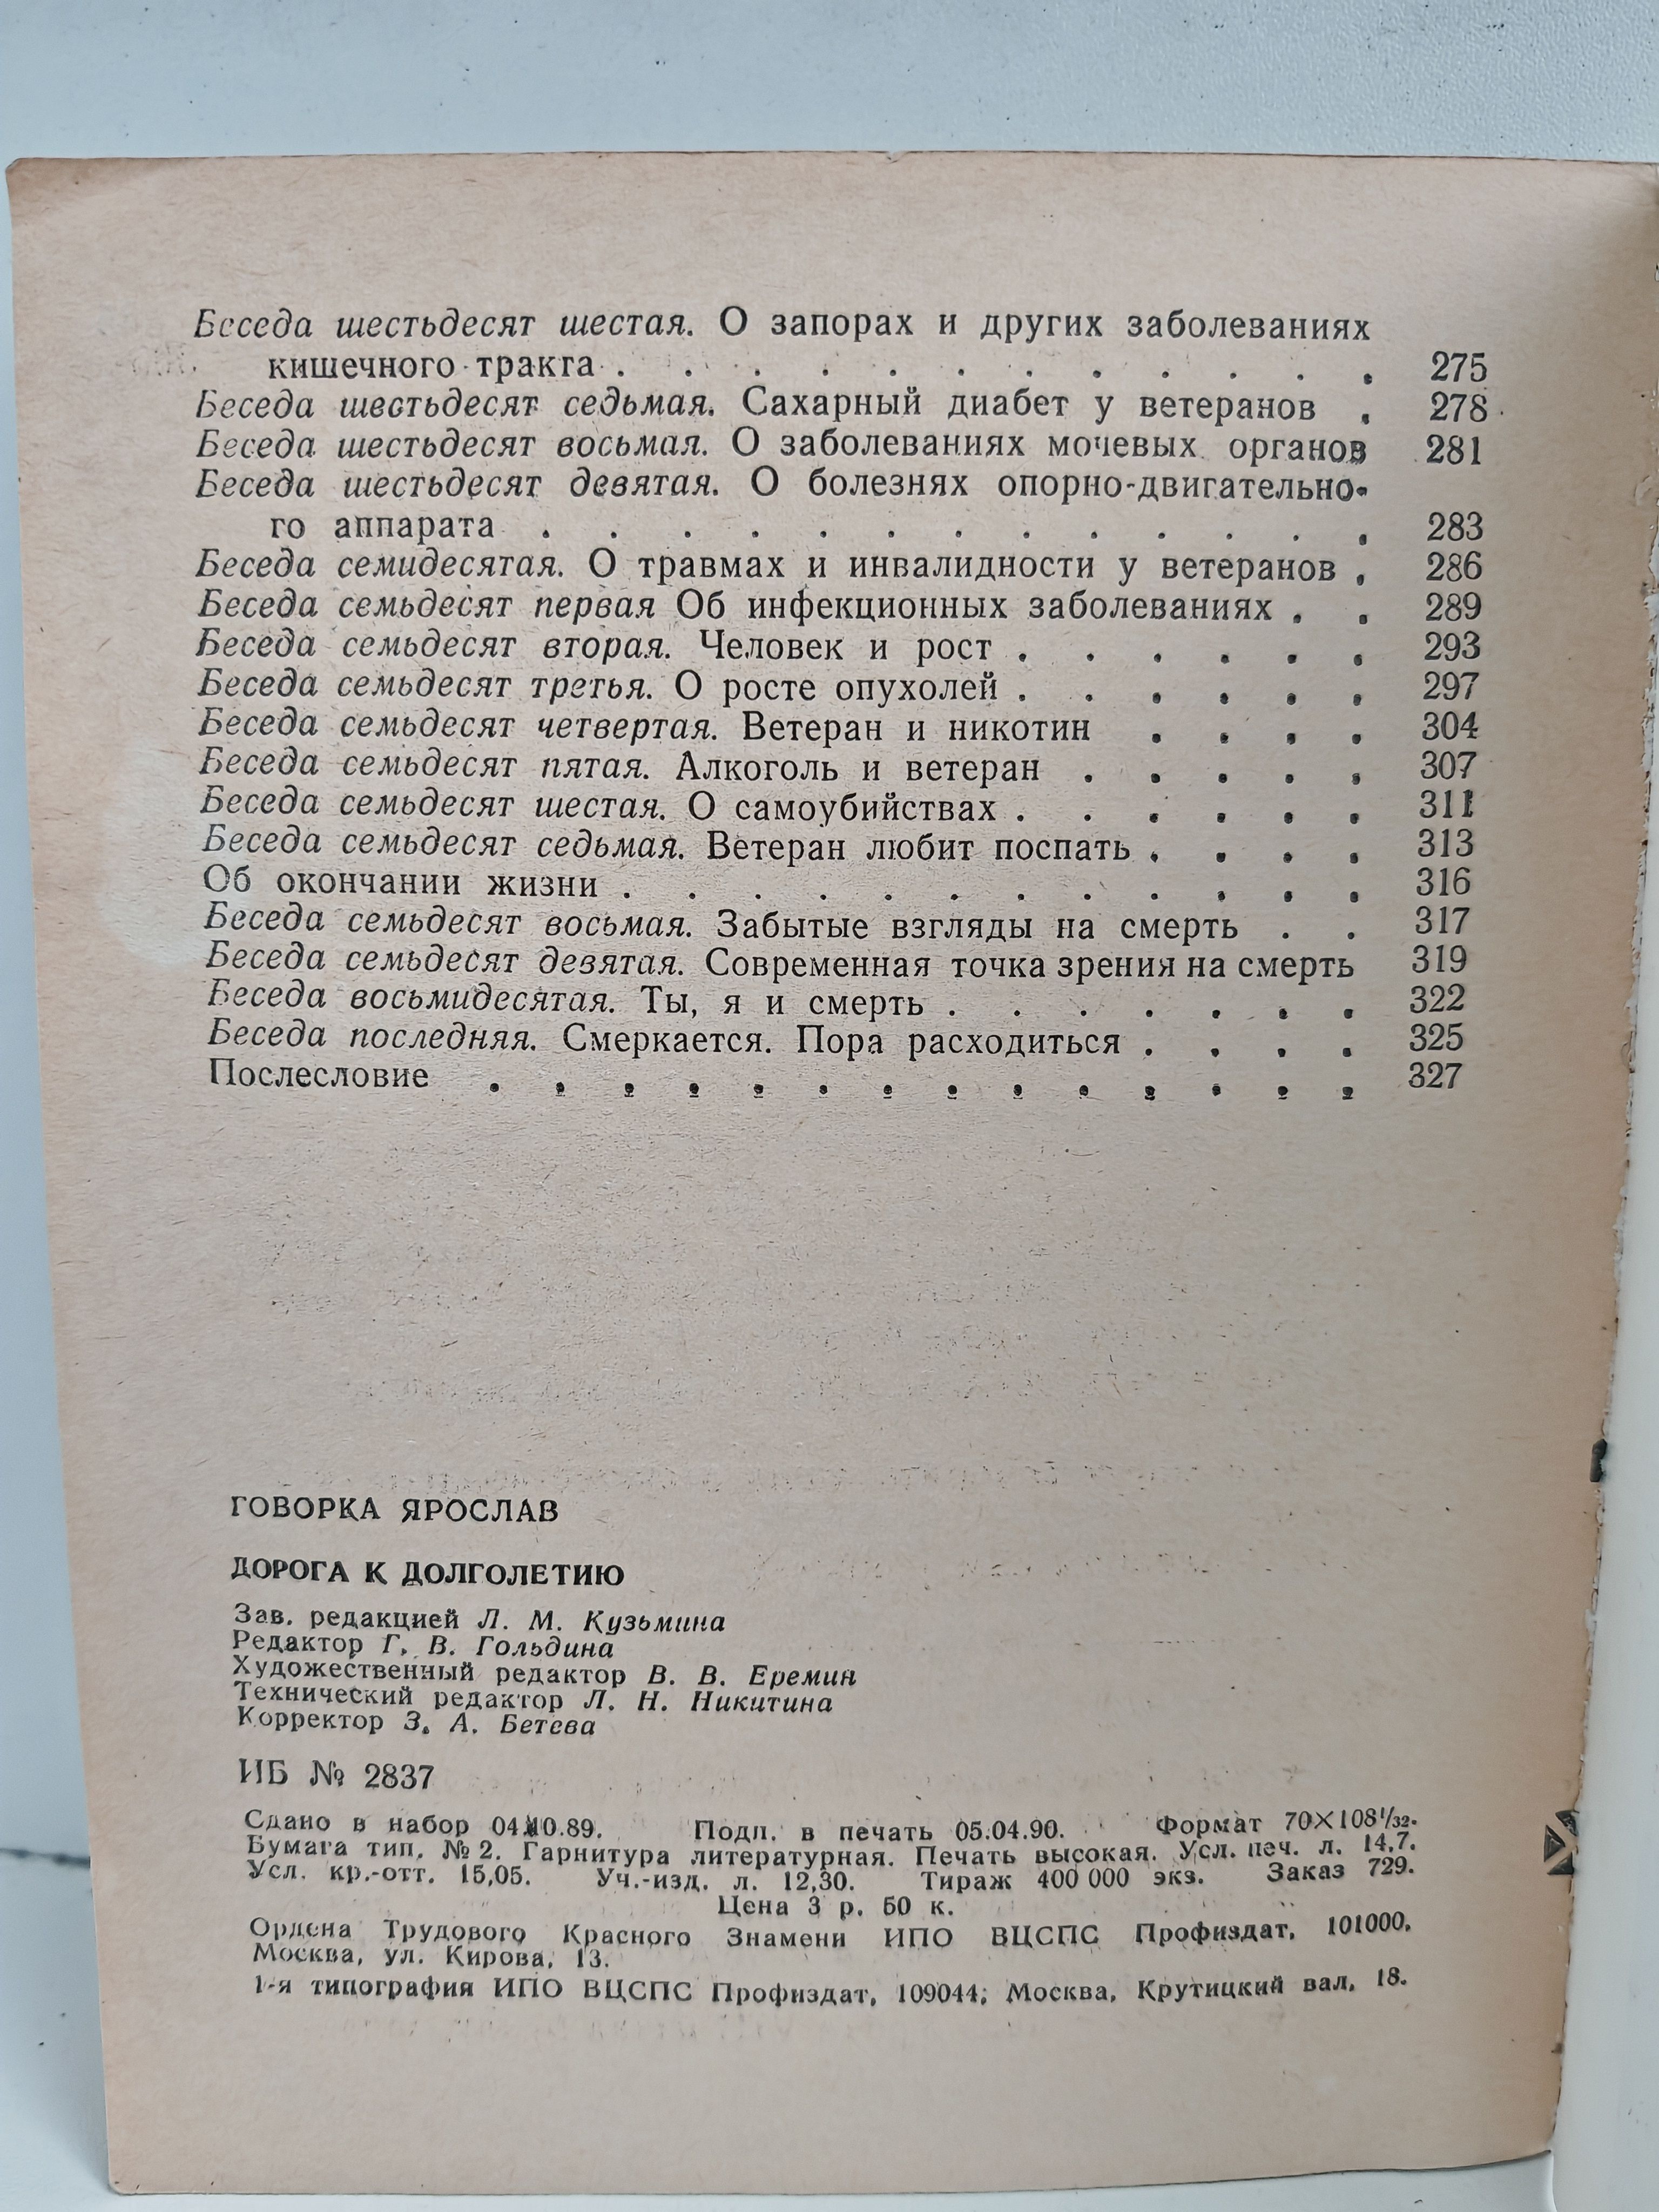 Беседа шестьдесят шестая. О запорах и других заболеваниях
кишечного тракта . . . . . . . . . . . . 275
Беседа шестьдесят седьмая. Сахарный диабет у ветеранов . 278
Беседа шестьдесят восьмая. О заболеваниях мочевых органов 281
Беседа шестьдесят девятая. О болезнях опорно-двигательно-
го аппарата . . . . . . . . . . . . . 283
Беседа семидесятая. О травмах и инвалидности у ветеранов . 286
Беседа семьдесят первая Об инфекционных заболеваниях . . 289
Беседа семьдесят вторая. Человек и рост . . . . . . 293
Беседа семьдесят третья. О росте опухолей . . . . . . 297
Беседа семьдесят четвертая. Ветеран и никотин . . . . 304
Беседа семьдесят пятая. Алкоголь и ветеран . . . . . 307
Беседа семьдесят шестая. О самоубийствах . . . . . . 311
Беседа семьдесят седьмая. Ветеран любит поспать . . . . 313
Об окончании жизни . . . . . . . . . . . . 316
Беседа семьдесят восьмая. Забытые взгляды на смерть . . 317
Беседа семьдесят девятая. Современная точка зрения на смерть 319
Беседа восьмидесятая. Ты, я и смерть . . . . . . . 322
Беседа последняя. Смеркается. Пора расходиться . . . . 325
Послесловие . . . . . . . . . . . . . . 327
ГОВОРКА ЯРОСЛАВ
ДОРОГА К ДОЛГОЛЕТИЮ
Зав. редакцией Л. М. Кузьмина
Редактор Г. В. Гольдина
Художественный редактор В. В. Еремин
Технический редактор Л. Н. Никитина
Корректор З. А. Бетева
ИБ № 2837
Сдано в набор 04.10.89. Подп. в печать 05.04.90. Формат 70×108¹/₃₂.
Бумага тип. № 2. Гарнитура литературная. Печать высокая. Усл. печ. л. 14,7.
Усл. кр.-отт. 15,05. Уч.-изд. л. 12,30. Тираж 400 000 экз. Заказ 729.
Цена 3 р. 50 к.
Ордена Трудового Красного Знамени ИПО ВЦСПС Профиздат, 101000,
Москва, ул. Кирова, 13.
1-я типография ИПО ВЦСПС Профиздат, 109044, Москва, Крутицкий вал, 18.